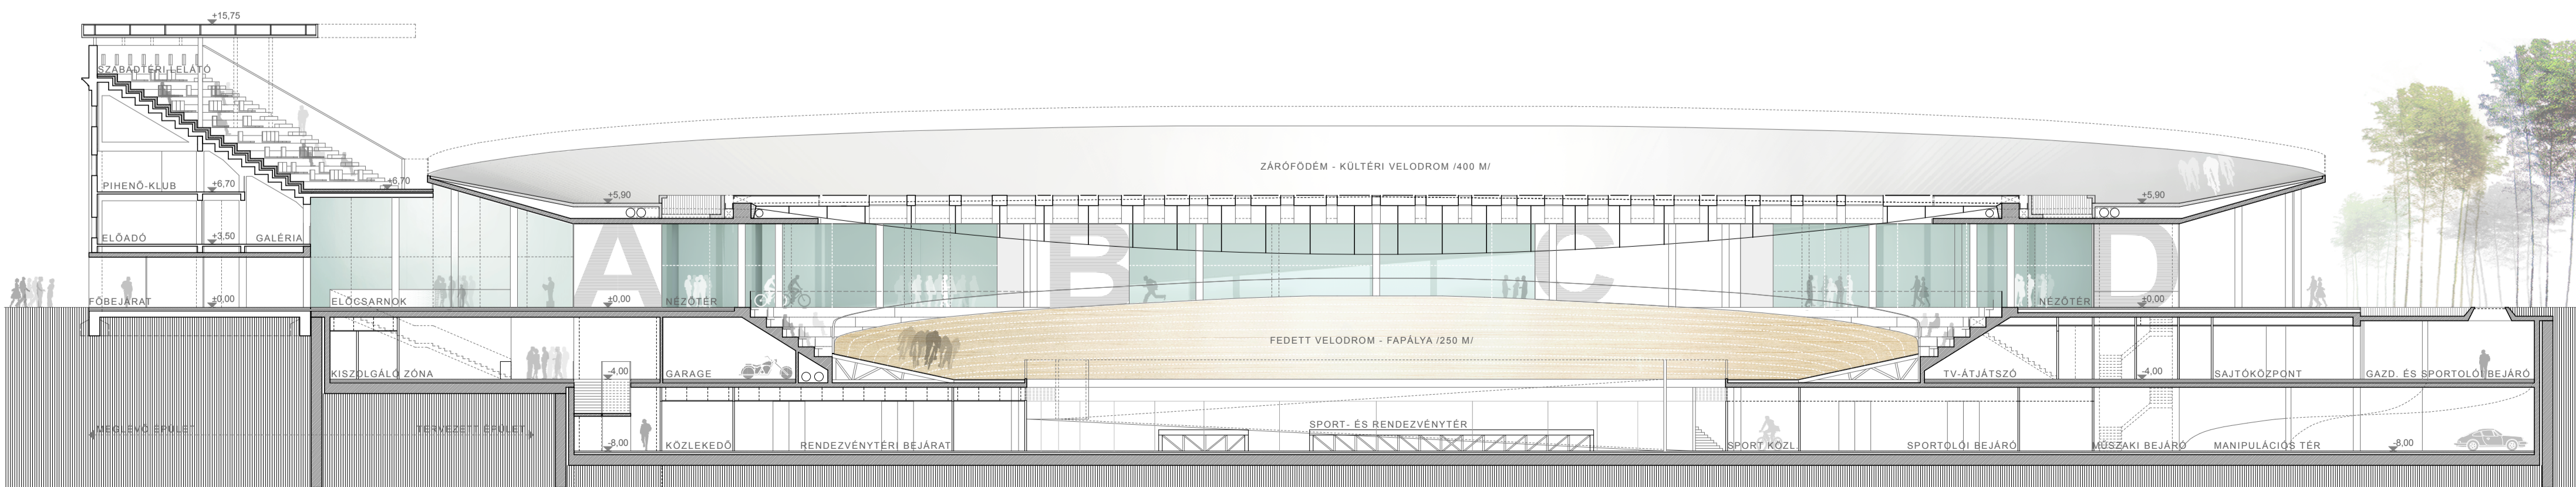 +15,75
SZABADTÉRI LELÁTÓ
ZÁRÓFÖDÉM - KÜLTÉRI VELODROM /400 M/
PIHENŐ-KLUB
+6,70
+6,70
+5,90
+5,90
ELŐADÓ
+3,50
GALÉRIA
A
B
C
D
FŐBEJÁRAT
±0,00
ELŐCSARNOK
±0,00
NÉZŐTÉR
NÉZŐTÉR
±0,00
FEDETT VELODROM - FAPÁLYA /250 M/
KISZOLGÁLÓ ZÓNA
-4,00
GARAGE
TV-ÁTJÁTSZÓ
-4,00
SAJTÓKÖZPONT
GAZD. ÉS SPORTOLÓI BEJÁRÓ
MEGLEVŐ ÉPÜLET
TERVEZETT ÉPÜLET
SPORT- ÉS RENDEZVÉNYTÉR
-8,00
KÖZLEKEDŐ
RENDEZVÉNYTÉRI BEJÁRAT
SPORT KÖZL
SPORTOLÓI BEJÁRÓ
MŰSZAKI BEJÁRÓ
MANIPULÁCIÓS TÉR
-8,00